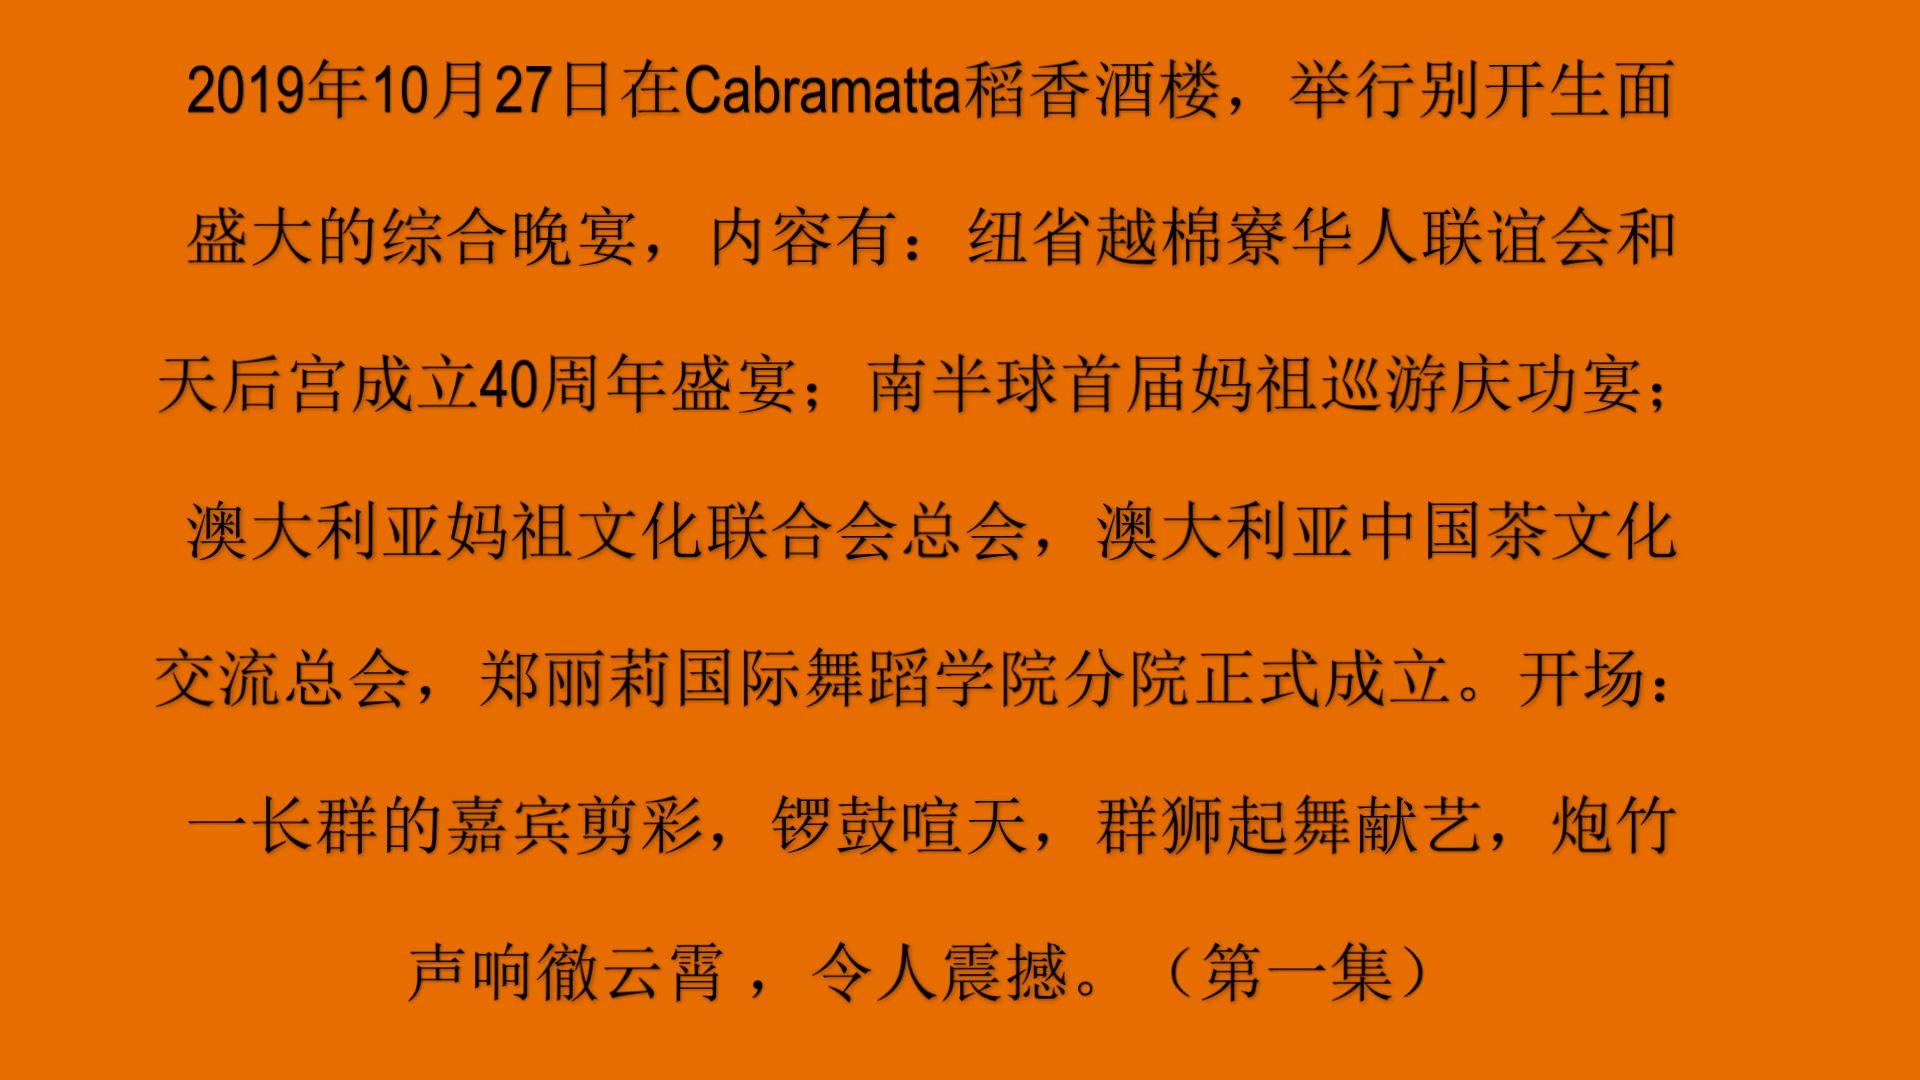 2019年10月27日在Cabramatta稻香酒楼，举行别开生面
盛大的综合晚宴，内容有：纽省越棉寮华人联谊会和
天后宫成立40周年盛宴；南半球首届妈祖巡游庆功宴；
澳大利亚妈祖文化联合会总会，澳大利亚中国茶文化
交流总会，郑丽莉国际舞蹈学院分院正式成立。开场：
一长群的嘉宾剪彩，锣鼓喧天，群狮起舞献艺，炮竹
声响徹云霄 ，令人震撼。（第一集）